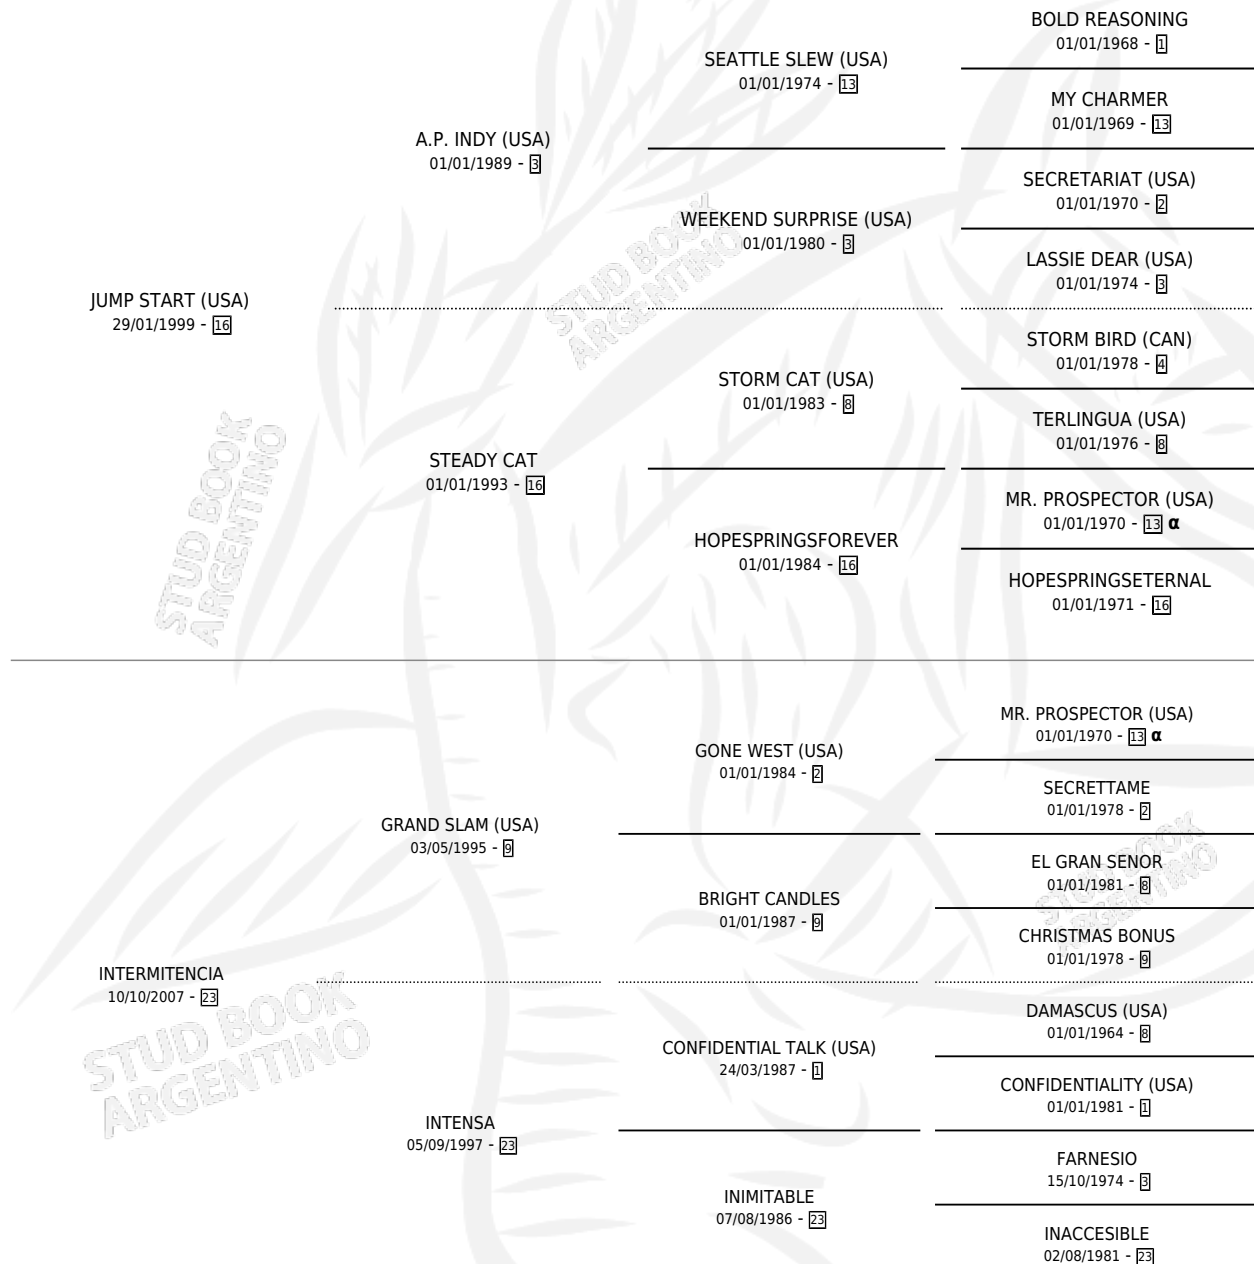 BOLD REASONING
01/01/1968 - 1
SEATTLE SLEW (USA)
01/01/1974 - 13
MY CHARMER
01/01/1969 - 13
A.P. INDY (USA)
01/01/1989 - 3
SECRETARIAT (USA)
01/01/1970 - 2
WEEKEND SURPRISE (USA)
01/01/1980 - 3
LASSIE DEAR (USA)
01/01/1974 - 3
JUMP START (USA)
29/01/1999 - 16
STORM BIRD (CAN)
01/01/1978 - 4
STORM CAT (USA)
01/01/1983 - 8
TERLINGUA (USA)
01/01/1976 - 8
STEADY CAT
01/01/1993 - 16
MR. PROSPECTOR (USA)
01/01/1970 - 13 α
HOPESPRINGSFOREVER
01/01/1984 - 16
HOPESPRINGSETERNAL
01/01/1971 - 16
MR. PROSPECTOR (USA)
01/01/1970 - 13 α
GONE WEST (USA)
01/01/1984 - 2
SECRETTAME
01/01/1978 - 2
GRAND SLAM (USA)
03/05/1995 - 9
EL GRAN SENOR
01/01/1981 - 8
BRIGHT CANDLES
01/01/1987 - 9
CHRISTMAS BONUS
01/01/1978 - 9
INTERMITENCIA
10/10/2007 - 23
DAMASCUS (USA)
01/01/1964 - 8
CONFIDENTIAL TALK (USA)
24/03/1987 - 1
CONFIDENTIALITY (USA)
01/01/1981 - 1
INTENSA
05/09/1997 - 23
FARNESIO
15/10/1974 - 3
INIMITABLE
07/08/1986 - 23
INACCESIBLE
02/08/1981 - 23
STUD BOOK
ARGENTINO
STUD BOOK
ARGENTINO
STUD BOOK
ARGENTINO
STUD BOOK
ARGENTINO